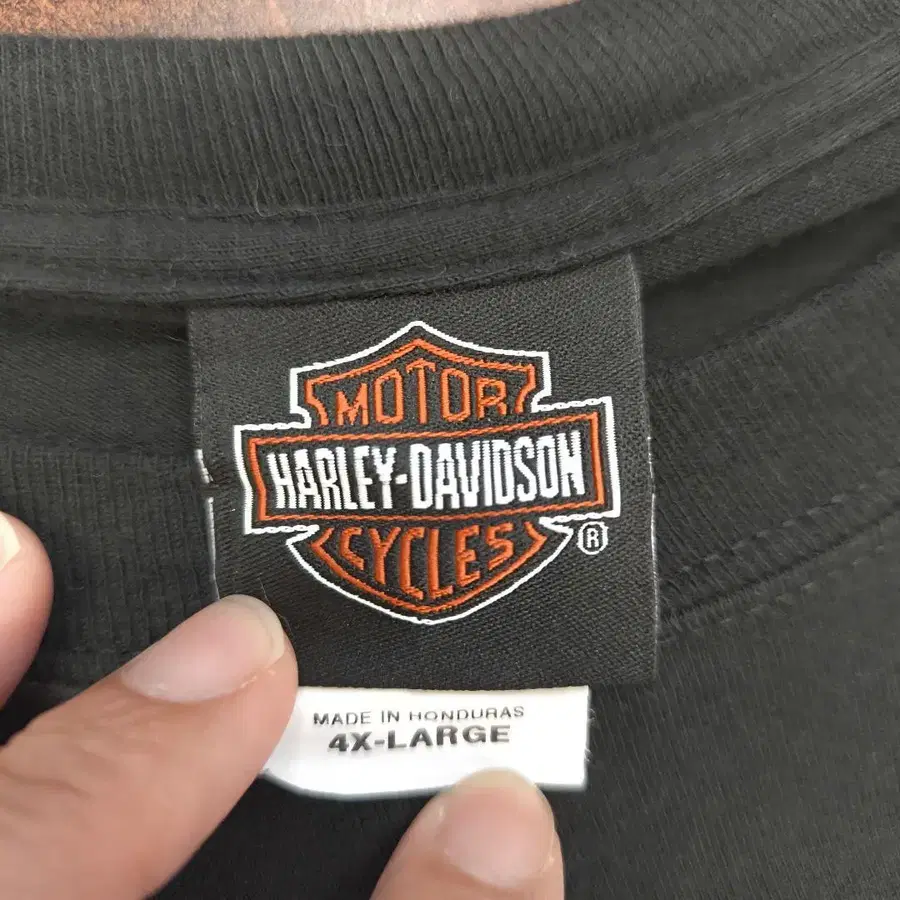 MOTOR
HARLEY-DAVIDSON
CYCLES
®
MADE IN HONDURAS
4X-LARGE